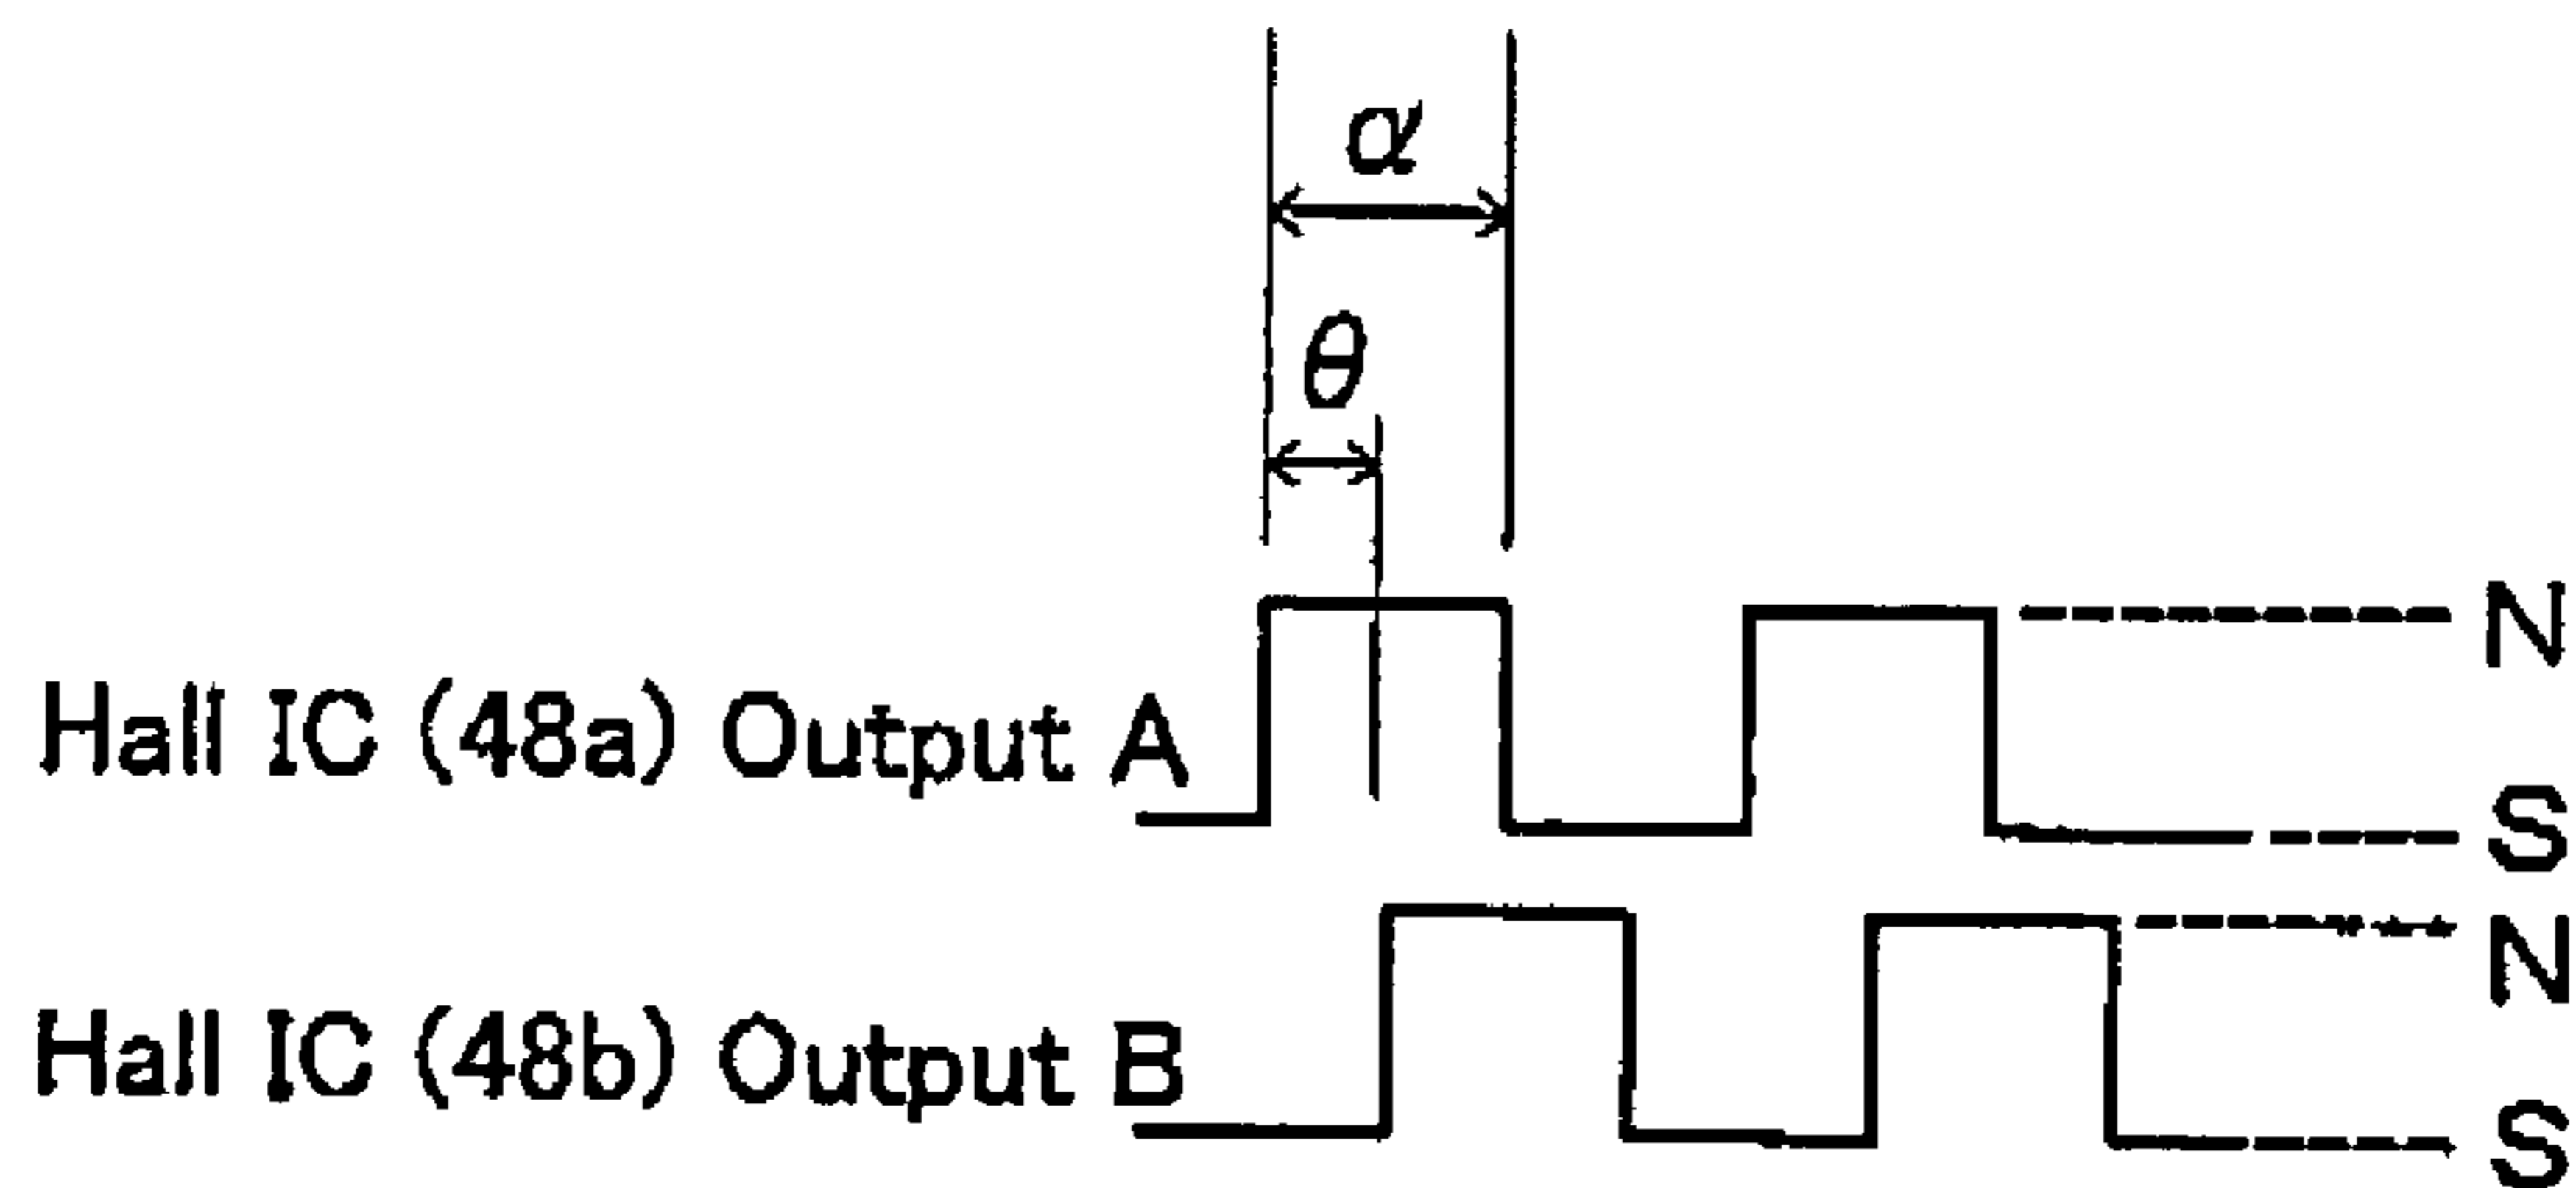 α
θ
N
Hall IC (48a) Output A
S
N
Hall IC (48b) Output B
S